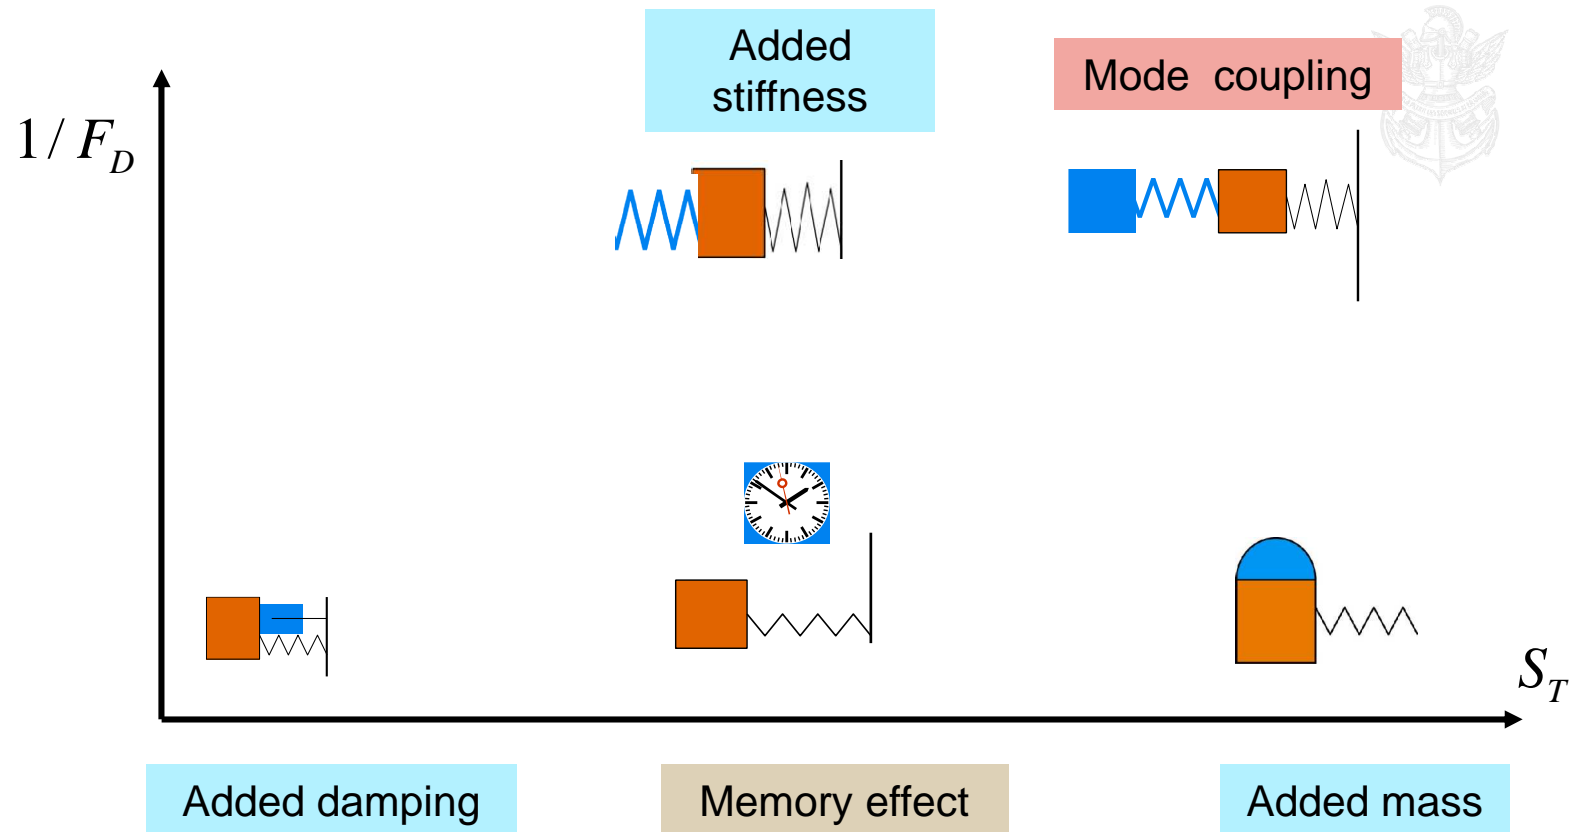 Added
stiffness
Mode coupling
1 / F_D
S_T
Added damping
Memory effect
Added mass